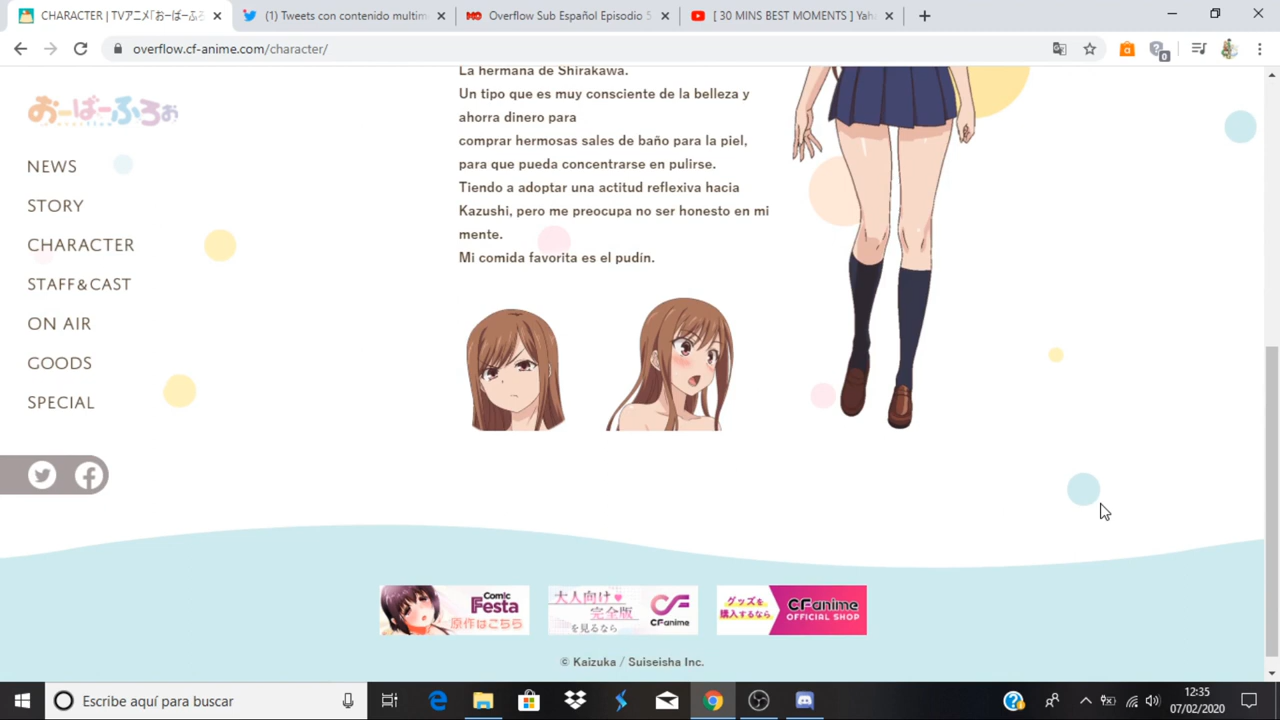 CHARACTER | TVアニメ「おーばーふろ
(1) Tweets con contenido multim
Overflow Sub Español Episodio 5
[ 30 MINS BEST MOMENTS ] Yah
overflow.cf-anime.com/character/
0
おーばーふろぉ
NEWS
STORY
CHARACTER
STAFF&CAST
ON AIR
GOODS
SPECIAL
La hermana de Shirakawa.
Un tipo que es muy consciente de la belleza y
ahorra dinero para
comprar hermosas sales de baño para la piel,
para que pueda concentrarse en pulirse.
Tiendo a adoptar una actitud reflexiva hacia
Kazushi, pero me preocupa no ser honesto en mi
mente.
Mi comida favorita es el pudín.
Comic Festa
原作はこちら
大人向け♥
完全版
を見るなら
CFanime
グッズを
購入するなら
CFanime
OFFICIAL SHOP
© Kaizuka / Suiseisha Inc.
Escribe aquí para buscar
12:35
07/02/2020